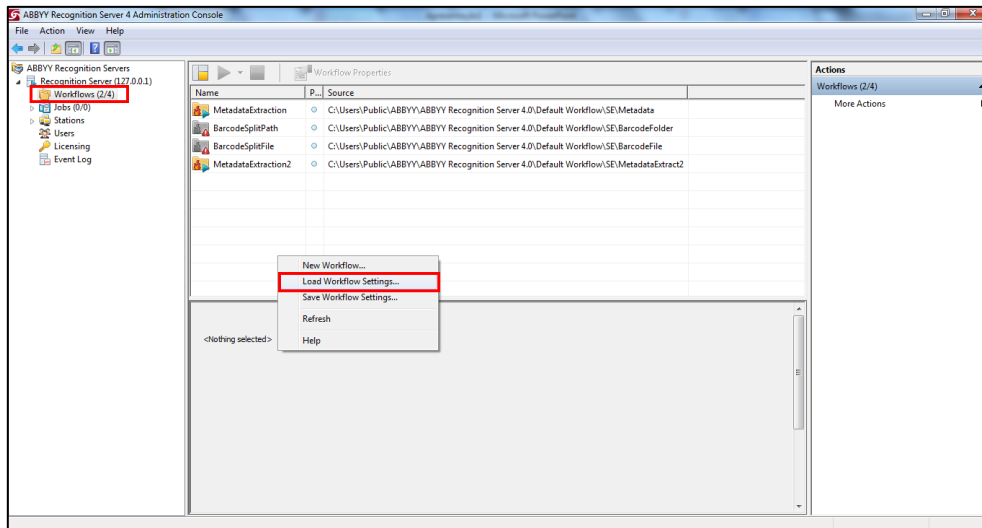 ABBYY Recognition Server 4 Administration Console
File Action View Help
ABBYY Recognition Servers
Recognition Server (127.0.0.1)
Workflows (2/4)
Jobs (0/0)
Stations
Users
Licensing
Event Log
Workflow Properties
Name P... Source
MetadataExtraction C:\Users\Public\ABBYY\ABBYY Recognition Server 4.0\Default Workflow\SE\Metadata
BarcodeSplitPath C:\Users\Public\ABBYY\ABBYY Recognition Server 4.0\Default Workflow\SE\BarcodeFolder
BarcodeSplitFile C:\Users\Public\ABBYY\ABBYY Recognition Server 4.0\Default Workflow\SE\BarcodeFile
MetadataExtraction2 C:\Users\Public\ABBYY\ABBYY Recognition Server 4.0\Default Workflow\SE\MetadataExtract2
New Workflow...
Load Workflow Settings...
Save Workflow Settings...
Refresh
Help
<Nothing selected>
Actions
Workflows (2/4)
More Actions